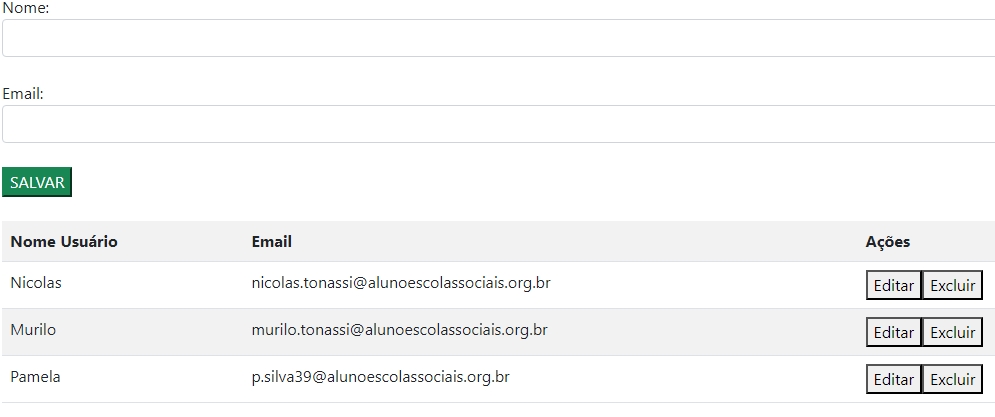 Nome:
Email:
SALVAR
Nome Usuário Email Ações
Nicolas nicolas.tonassi@alunoescolassociais.org.br Editar Excluir
Murilo murilo.tonassi@alunoescolassociais.org.br Editar Excluir
Pamela p.silva39@alunoescolassociais.org.br Editar Excluir